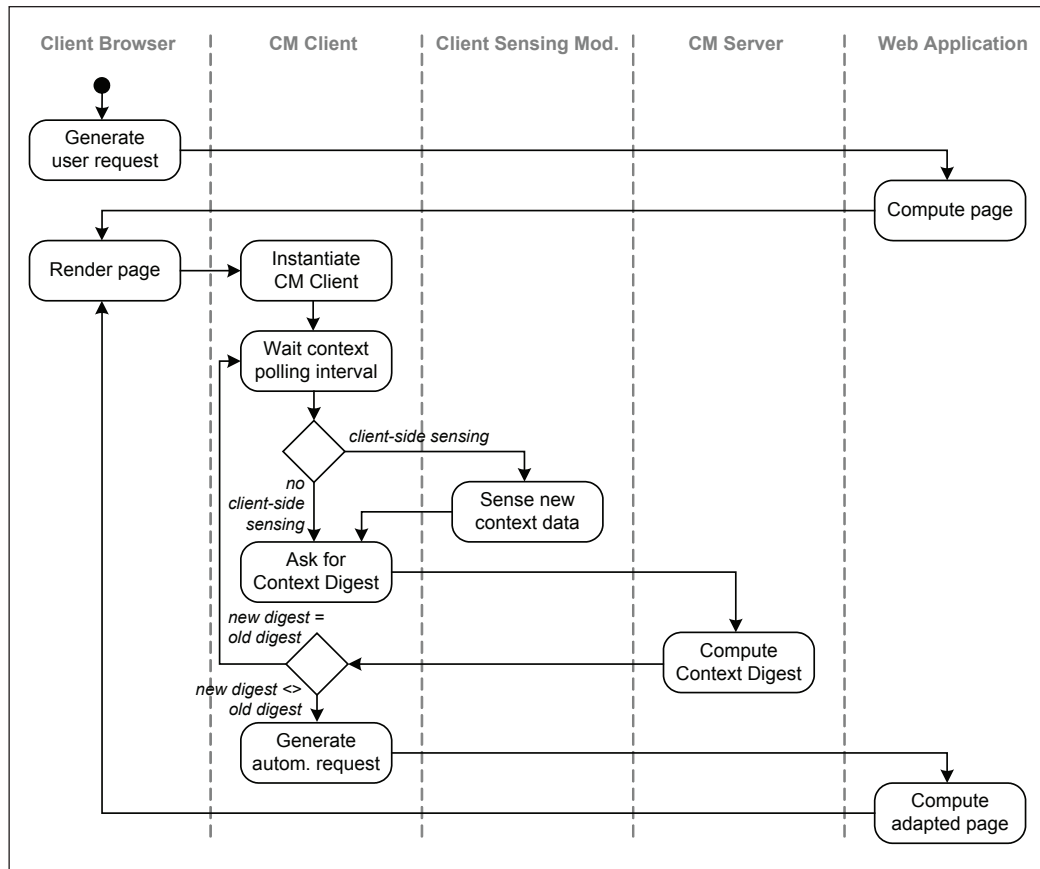 Client Browser
CM Client
Client Sensing Mod.
CM Server
Web Application
Generate
user request
Compute page
Render page
Instantiate
CM Client
Wait context
polling interval
client-side sensing
no
client-side
sensing
Sense new
context data
Ask for
Context Digest
new digest =
old digest
Compute
Context Digest
new digest <>
old digest
Generate
autom. request
Compute
adapted page